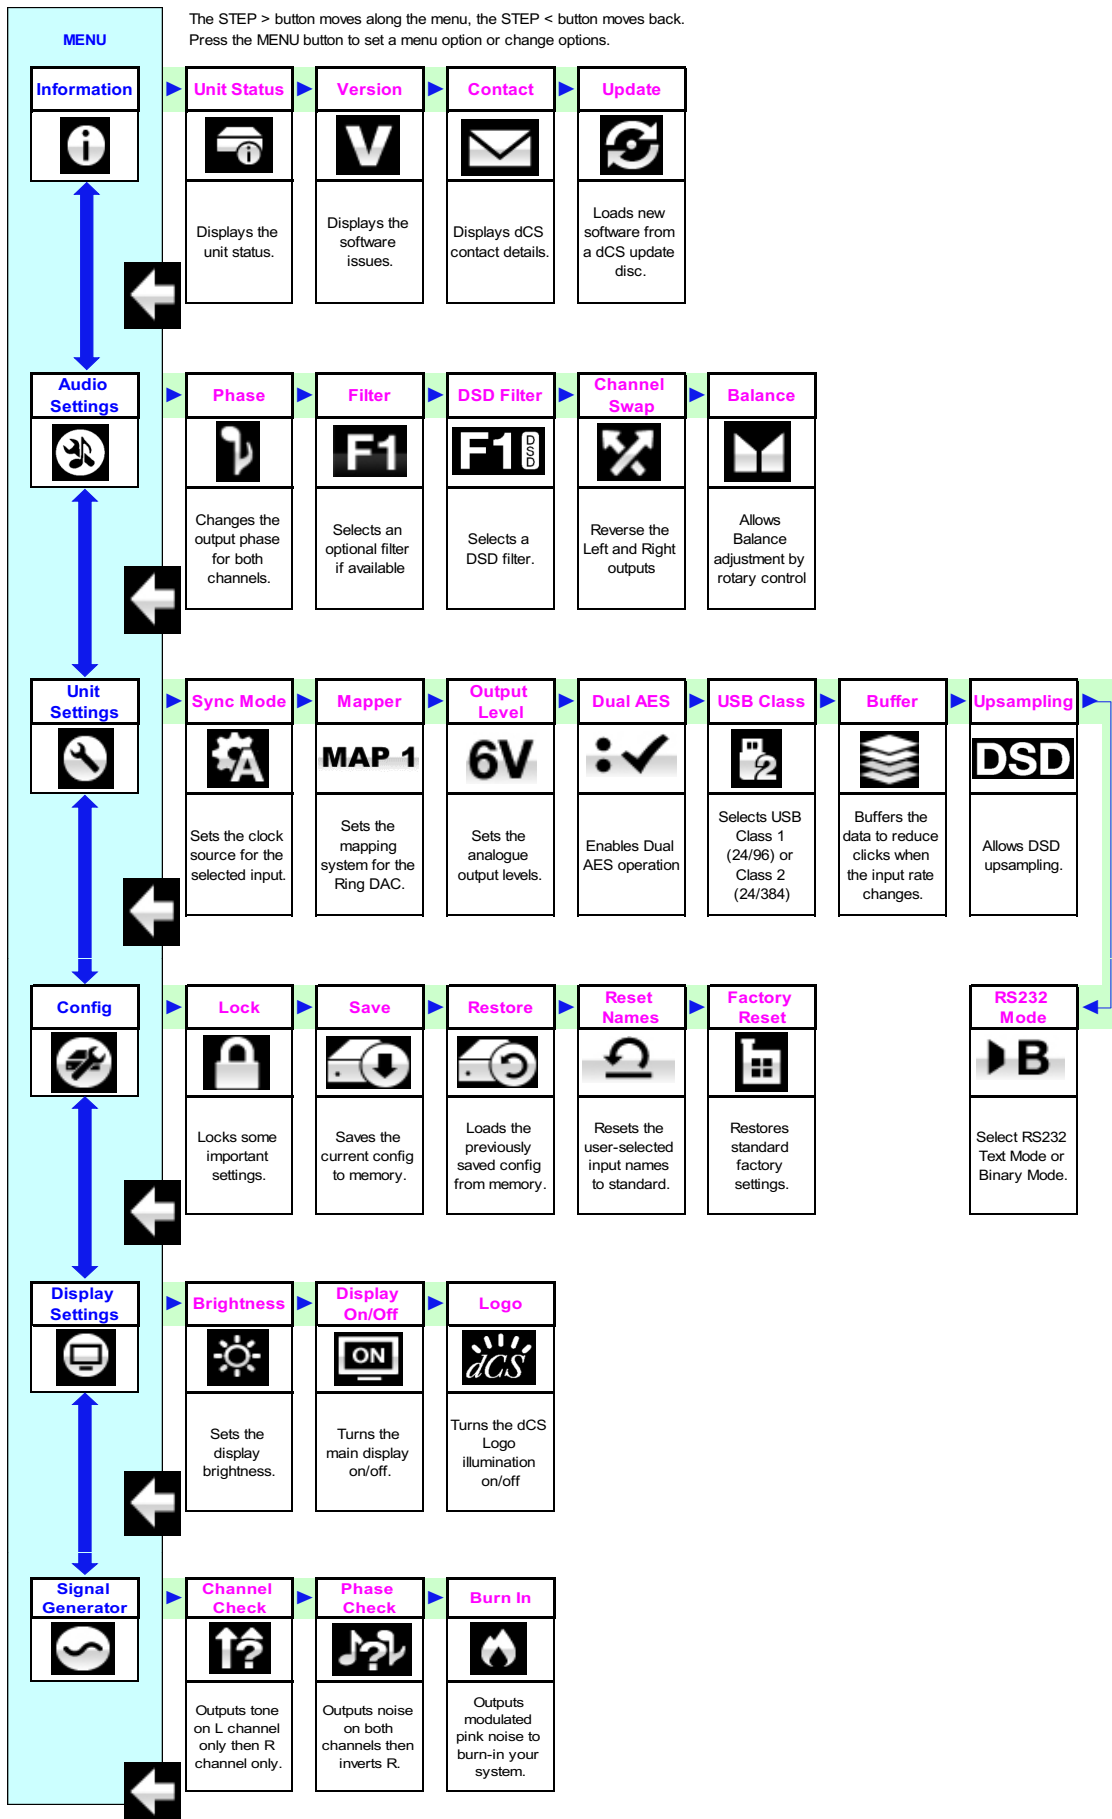 The STEP > button moves along the menu, the STEP < button moves back.
Press the MENU button to set a menu option or change options.
MENU
Information
Unit Status
Version
Contact
Update
V
Displays the
unit status.
Displays the
software
issues.
Displays dCS
contact details.
Loads new
software from
a dCS update
disc.
Audio
Settings
Phase
Filter
DSD Filter
Channel
Swap
Balance
F1
F1 DSD
Changes the
output phase
for both
channels.
Selects an
optional filter
if available
Selects a
DSD filter.
Reverse the
Left and Right
outputs
Allows
Balance
adjustment by
rotary control
Unit
Settings
Sync Mode
Mapper
Output
Level
Dual AES
USB Class
Buffer
Upsampling
A
MAP 1
6V
2
DSD
Sets the clock
source for the
selected input.
Sets the
mapping
system for the
Ring DAC.
Sets the
analogue
output levels.
Enables Dual
AES operation
Selects USB
Class 1
(24/96) or
Class 2
(24/384)
Buffers the
data to reduce
clicks when
the input rate
changes.
Allows DSD
upsampling.
Config
Lock
Save
Restore
Reset
Names
Factory
Reset
RS232
Mode
B
Locks some
important
settings.
Saves the
current config
to memory.
Loads the
previously
saved config
from memory.
Resets the
user-selected
input names
to standard.
Restores
standard
factory
settings.
Select RS232
Text Mode or
Binary Mode.
Display
Settings
Brightness
Display
On/Off
Logo
ON
dCS
Sets the
display
brightness.
Turns the
main display
on/off.
Turns the dCS
Logo
illumination
on/off
Signal
Generator
Channel
Check
Phase
Check
Burn In
?
?
Outputs tone
on L channel
only then R
channel only.
Outputs noise
on both
channels then
inverts R.
Outputs
modulated
pink noise to
burn-in your
system.